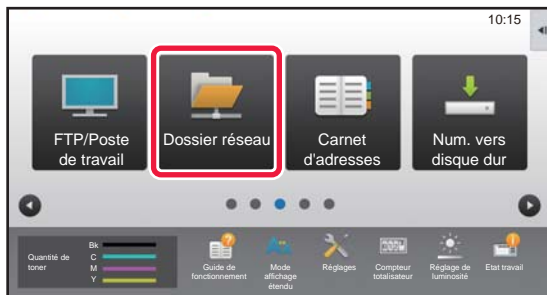 10:15
FTP/Poste
de travail
Dossier réseau
Carnet
d'adresses
Num. vers
disque dur
Quantité de
toner
Bk
C
M
Y
Guide de
fonctionnement
Mode
affichage
étendu
Réglages
Compteur
totalisateur
Réglage de
luminosité
Etat travail